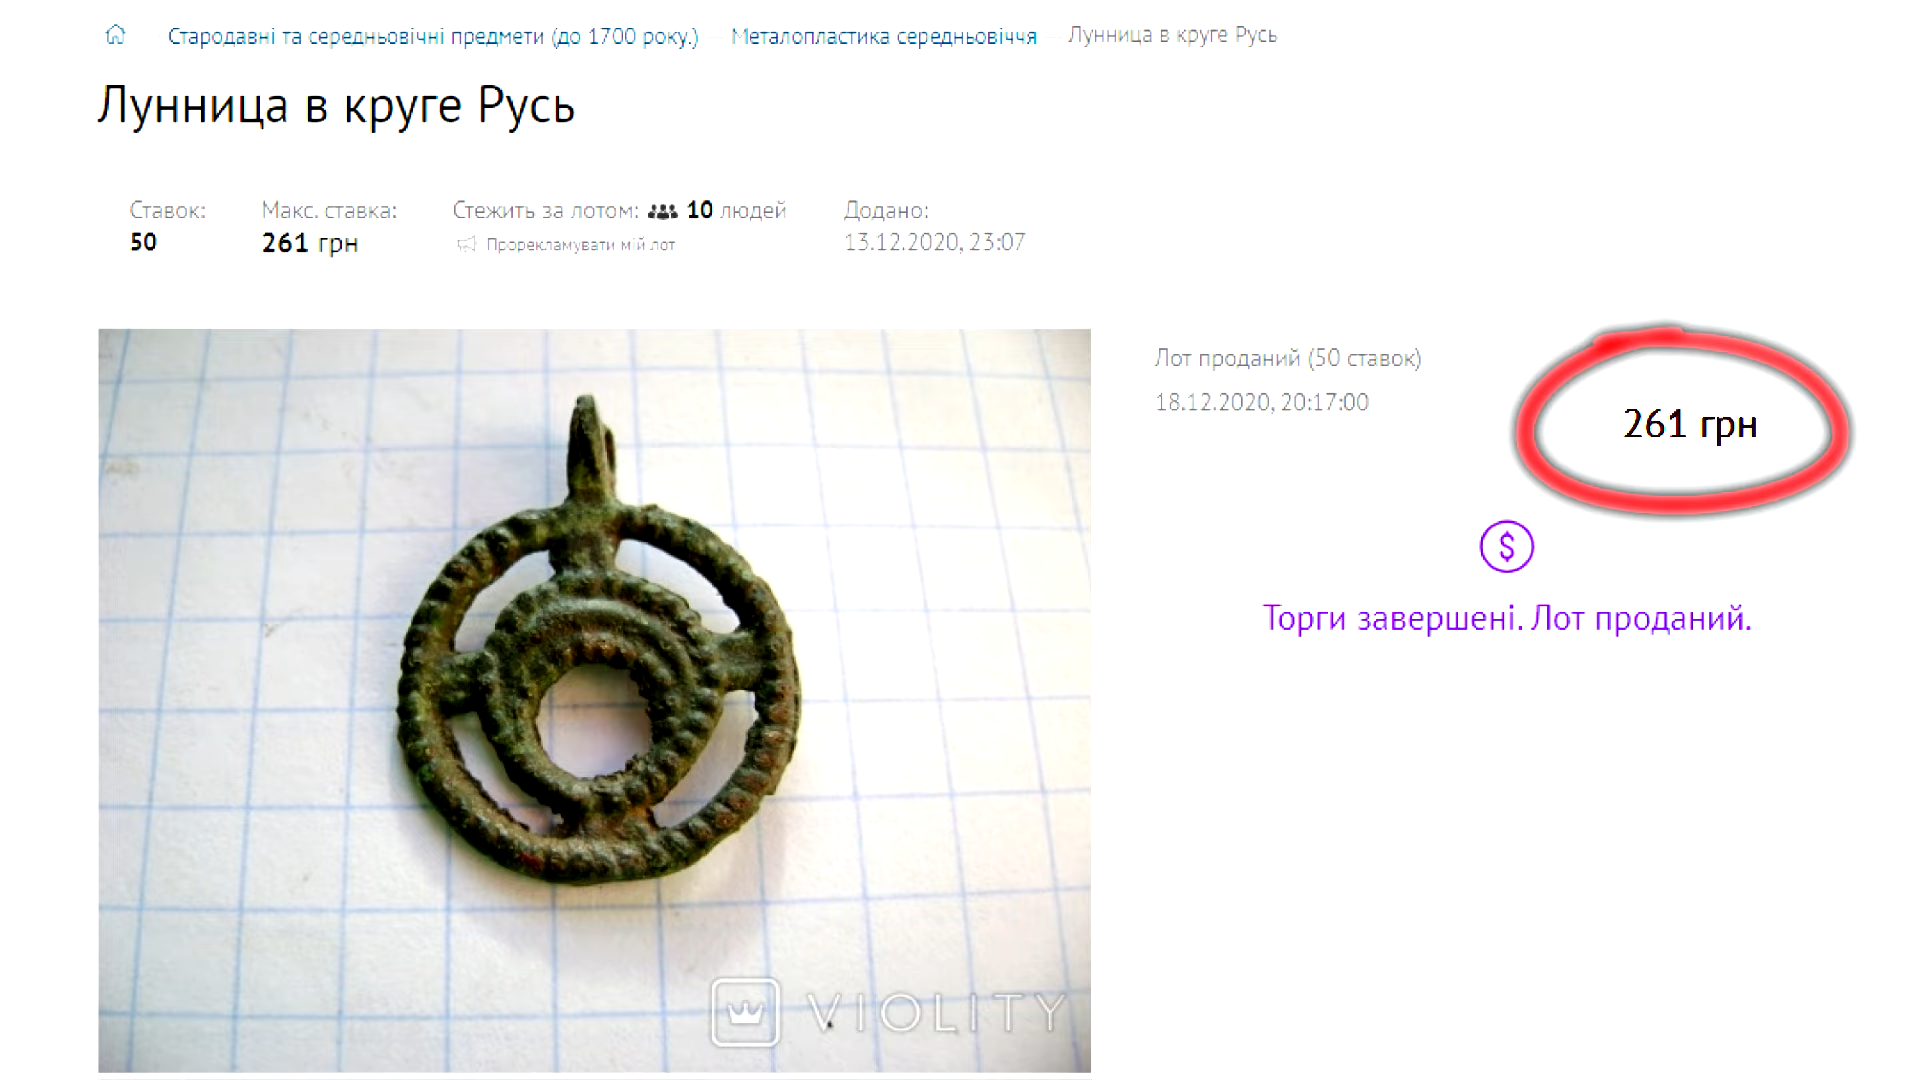 Стародавні та середньовічні предмети (до 1700 року.) Металопластика середньовіччя Лунница в круге Русь
Лунница в круге Русь
Ставок: Макс. ставка: Стежить за лотом: 10 людей Додано:
50 261 грн Прорекламувати мій лот 13.12.2020, 23:07
Лот проданий (50 ставок)
18.12.2020, 20:17:00
261 грн
$
Торги завершені. Лот проданий.
VIOLITY